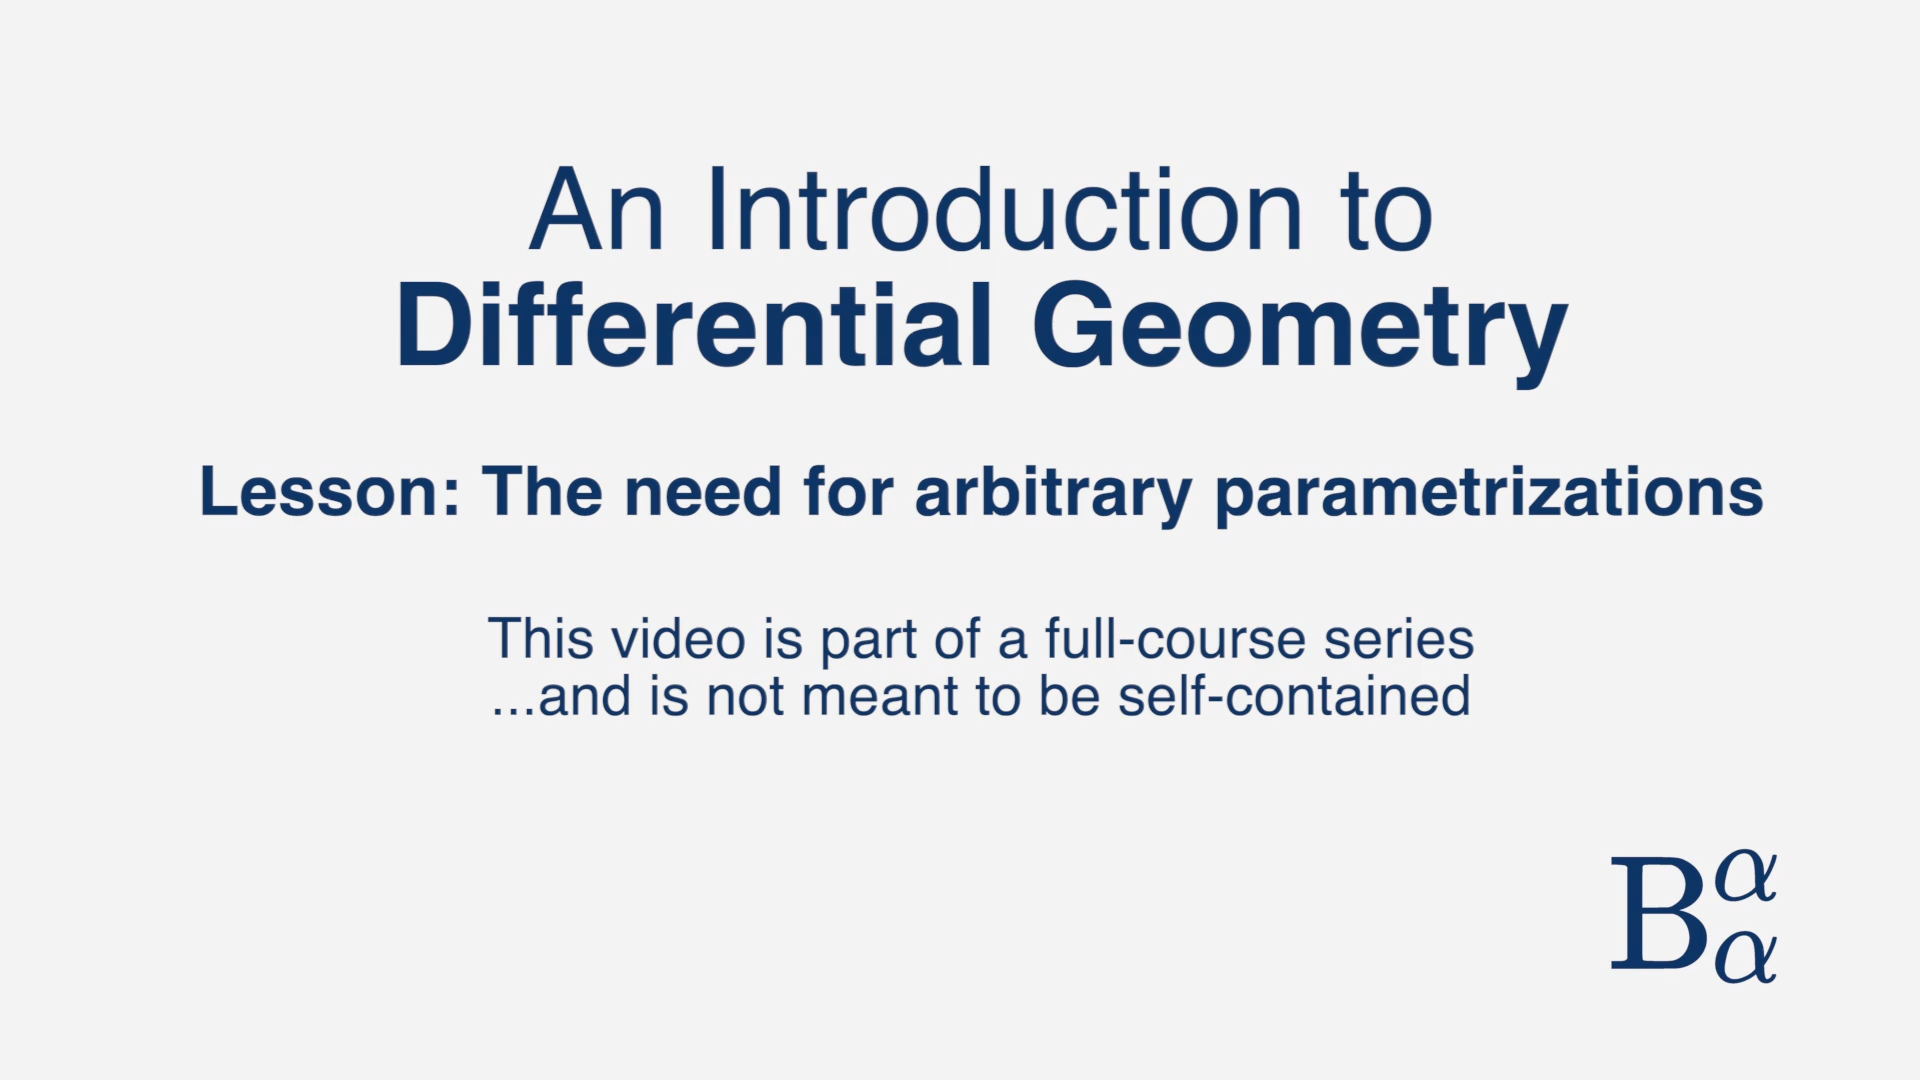 An Introduction to
Differential Geometry
Lesson: The need for arbitrary parametrizations
This video is part of a full-course series
...and is not meant to be self-contained
B^α_α